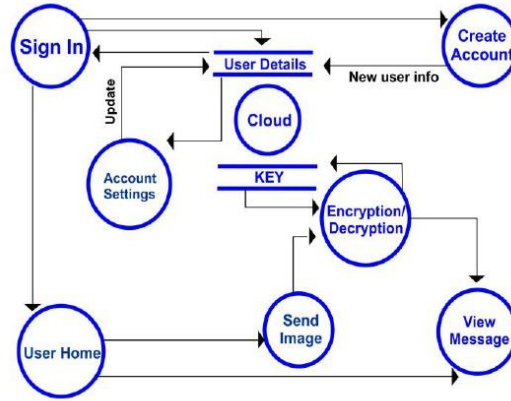 Sign In
Create
Account
User Details
New user info
Update
Cloud
Account
Settings
KEY
Encryption/
Decryption
Send
Image
View
Message
User Home